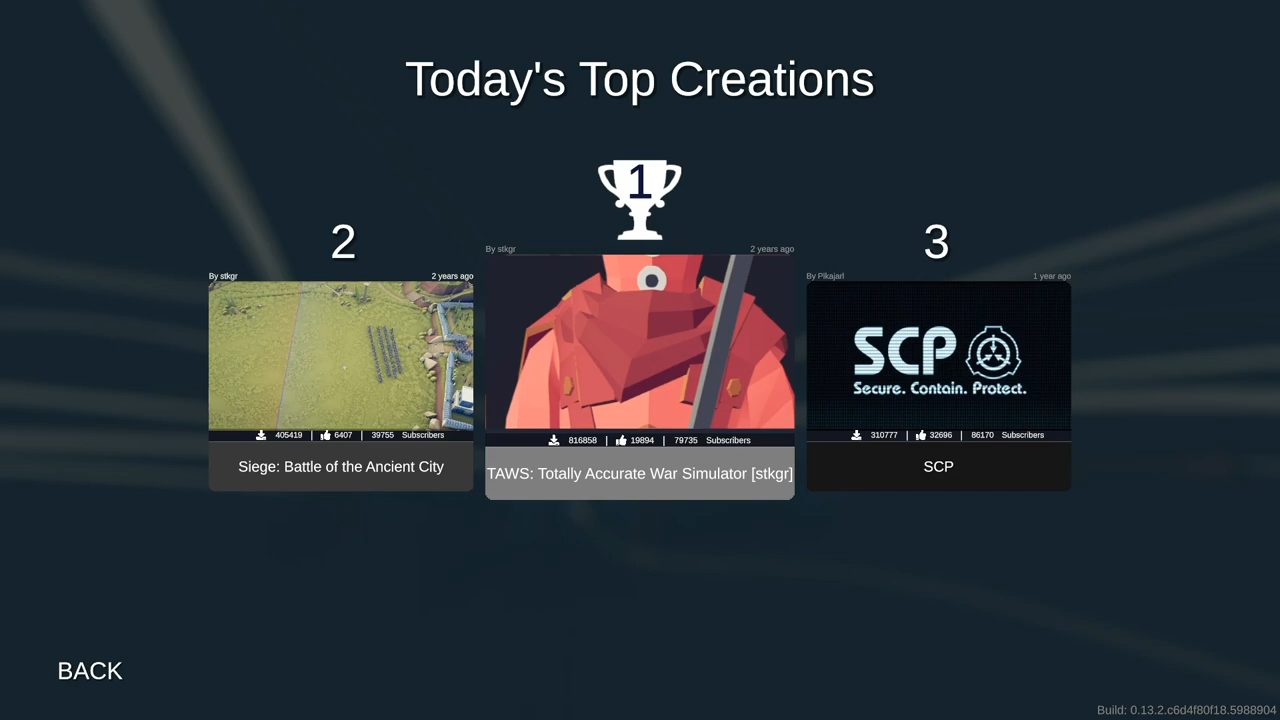 Today's Top Creations
1
2
3
By stkgr 2 years ago
By stkgr 2 years ago
By Pikajarl 1 year ago
SCP
Secure. Contain. Protect.
405419 | 6407 | 39755 Subscribers
816858 | 19894 | 79735 Subscribers
310777 | 32696 | 86170 Subscribers
Siege: Battle of the Ancient City
TAWS: Totally Accurate War Simulator [stkgr]
SCP
BACK
Build: 0.13.2.c6d4f80f18.5988904